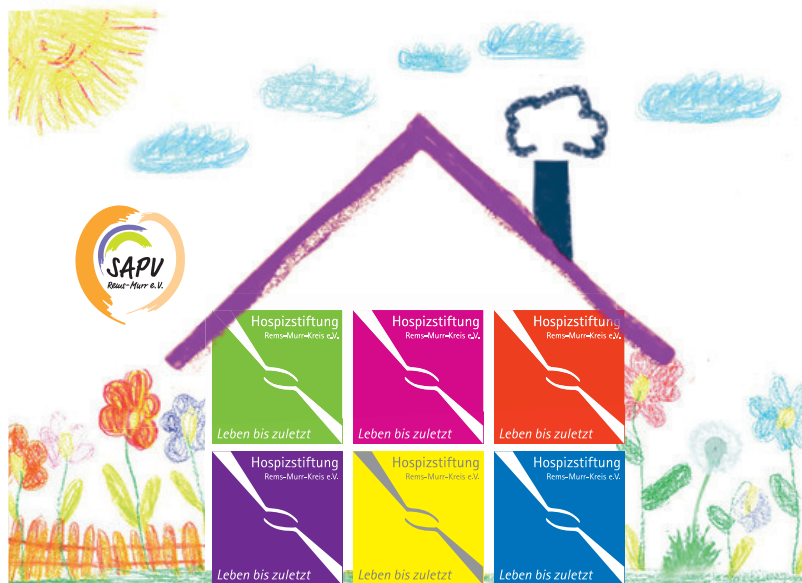 SAPV
Rems-Murr e.V.
Hospizstiftung
Rems-Murr-Kreis e.V.
Leben bis zuletzt
Hospizstiftung
Rems-Murr-Kreis e.V.
Leben bis zuletzt
Hospizstiftung
Rems-Murr-Kreis e.V.
Leben bis zuletzt
Hospizstiftung
Rems-Murr-Kreis e.V.
Leben bis zuletzt
Hospizstiftung
Rems-Murr-Kreis e.V.
Leben bis zuletzt
Hospizstiftung
Rems-Murr-Kreis e.V.
Leben bis zuletzt